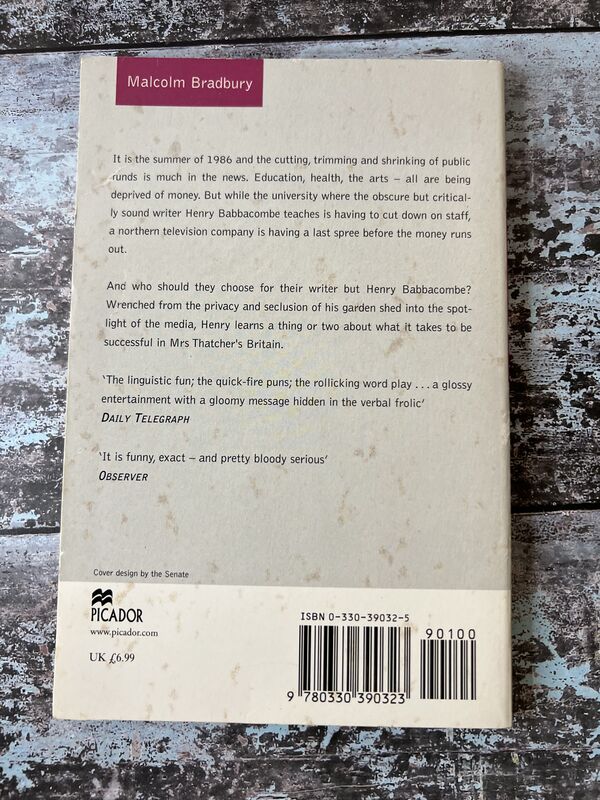 Malcolm Bradbury
It is the summer of 1986 and the cutting, trimming and shrinking of public
funds is much in the news. Education, health, the arts – all are being
deprived of money. But while the university where the obscure but critical-
ly sound writer Henry Babbacombe teaches is having to cut down on staff,
a northern television company is having a last spree before the money runs
out.
And who should they choose for their writer but Henry Babbacombe?
Wrenched from the privacy and seclusion of his garden shed into the spot-
light of the media, Henry learns a thing or two about what it takes to be
successful in Mrs Thatcher's Britain.
'The linguistic fun; the quick-fire puns; the rollicking word play . . . a glossy
entertainment with a gloomy message hidden in the verbal frolic'
DAILY TELEGRAPH
'It is funny, exact – and pretty bloody serious'
OBSERVER
Cover design by the Senate
PICADOR
www.picador.com
UK £6.99
ISBN 0-330-39032-5
90100
9 780330 390323